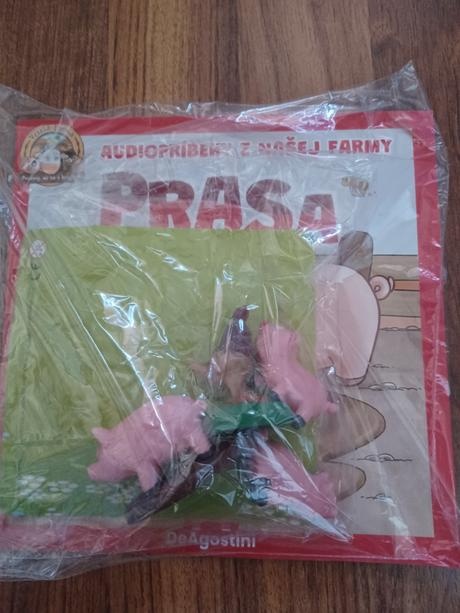 AUDIOPRÍBEHY Z NAŠEJ FARMY
PRASA
DeAgostini